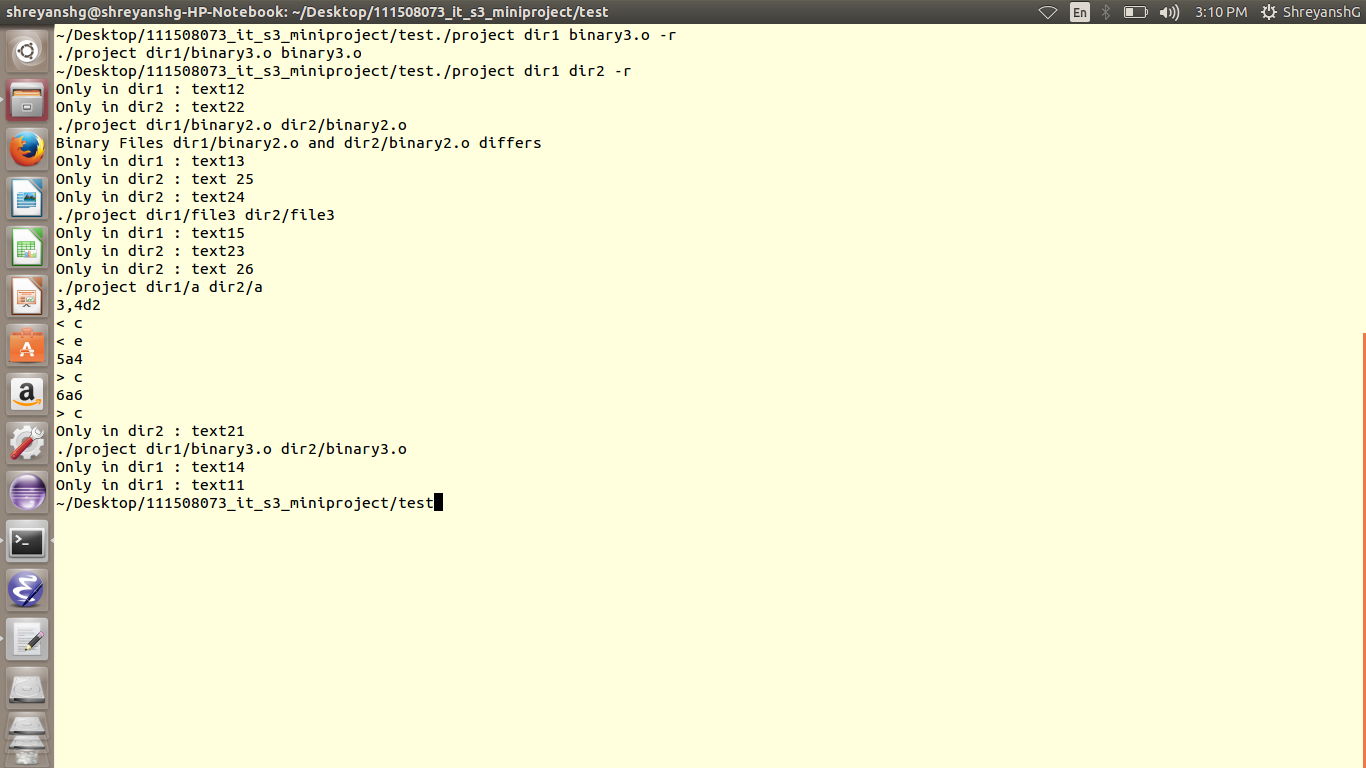 shreyanshg@shreyanshg-HP-Notebook: ~/Desktop/111508073_it_s3_miniproject/test En 3:10 PM ShreyanshG
~/Desktop/111508073_it_s3_miniproject/test./project dir1 binary3.o -r
./project dir1/binary3.o binary3.o
~/Desktop/111508073_it_s3_miniproject/test./project dir1 dir2 -r
Only in dir1 : text12
Only in dir2 : text22
./project dir1/binary2.o dir2/binary2.o
Binary Files dir1/binary2.o and dir2/binary2.o differs
Only in dir1 : text13
Only in dir2 : text 25
Only in dir2 : text24
./project dir1/file3 dir2/file3
Only in dir1 : text15
Only in dir2 : text23
Only in dir2 : text 26
./project dir1/a dir2/a
3,4d2
< c
< e
5a4
> c
6a6
> c
Only in dir2 : text21
./project dir1/binary3.o dir2/binary3.o
Only in dir1 : text14
Only in dir1 : text11
~/Desktop/111508073_it_s3_miniproject/test